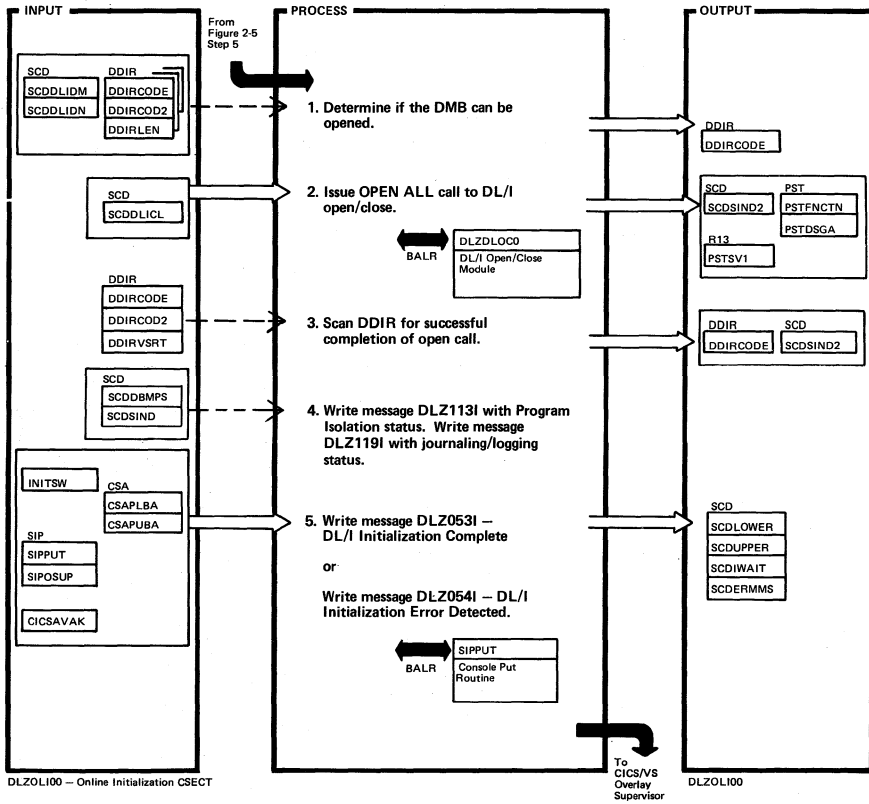 INPUT
PROCESS
OUTPUT
From
Figure 2-5
Step 5
SCD
SCDDLIDM
SCDDLIDN
DDIR
DDIRCODE
DDIRCOD2
DDIRLEN
1. Determine if the DMB can be
opened.
DDIR
DDIRCODE
SCD
SCDDLICL
2. Issue OPEN ALL call to DL/I
open/close.
BALR
DLZDLOC0
DL/I Open/Close
Module
SCD
SCDSIND2
PST
PSTFNCTN
PSTDSGA
R13
PSTSV1
DDIR
DDIRCODE
DDIRCOD2
DDIRVSRT
3. Scan DDIR for successful
completion of open call.
DDIR
DDIRCODE
SCD
SCDSIND2
SCD
SCDDBMPS
SCDSIND
4. Write message DLZ113I with Program
Isolation status. Write message
DLZ119I with journaling/logging
status.
INITSW
CSA
CSAPLBA
CSAPUBA
SIP
SIPPUT
SIPOSUP
CICSAVAK
5. Write message DLZ053I –
DL/I Initialization Complete
or
Write message DLZ054I – DL/I
Initialization Error Detected.
BALR
SIPPUT
Console Put
Routine
SCD
SCDLOWER
SCDUPPER
SCDIWAIT
SCDERMMS
To
CICS/VS
Overlay
Supervisor
DLZOLI00 – Online Initialization CSECT
DLZOLI00